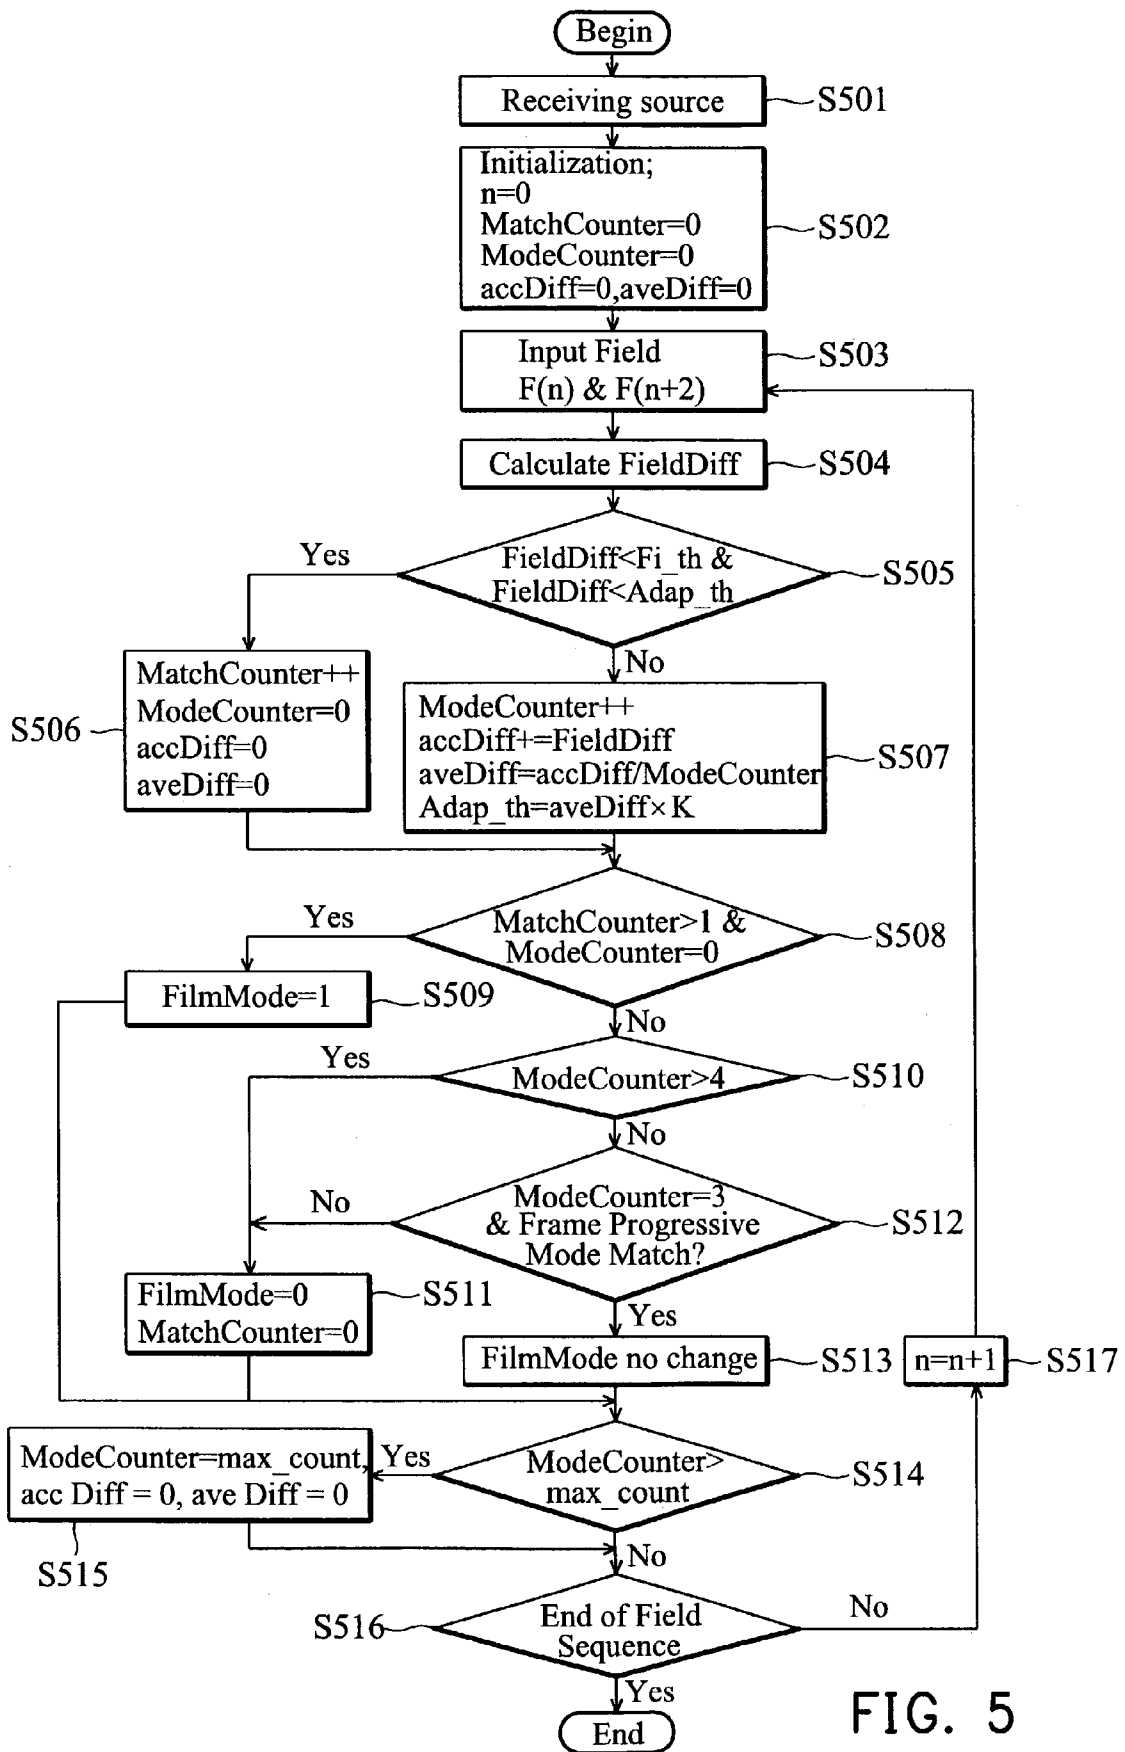 Begin
Receiving source
S501
Initialization;
n=0
MatchCounter=0
ModeCounter=0
accDiff=0,aveDiff=0
S502
Input Field
F(n) & F(n+2)
S503
Calculate FieldDiff
S504
FieldDiff<Fi_th &
FieldDiff<Adap_th
S505
Yes
No
MatchCounter++
ModeCounter=0
accDiff=0
aveDiff=0
S506
ModeCounter++
accDiff+=FieldDiff
aveDiff=accDiff/ModeCounter
Adap_th=aveDiff×K
S507
MatchCounter>1 &
ModeCounter=0
S508
Yes
No
FilmMode=1
S509
ModeCounter>4
S510
Yes
No
ModeCounter=3
& Frame Progressive
Mode Match?
S512
No
Yes
FilmMode=0
MatchCounter=0
S511
FilmMode no change
S513
n=n+1
S517
ModeCounter>
max_count
S514
Yes
No
ModeCounter=max_count,
acc Diff = 0, ave Diff = 0
S515
End of Field
Sequence
S516
No
Yes
End
FIG. 5